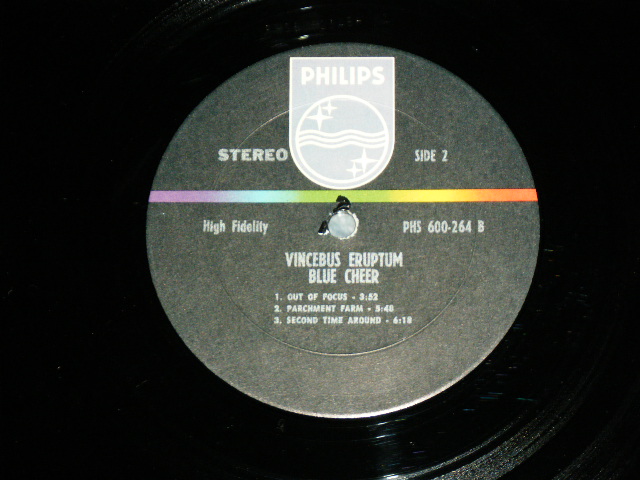 PHILIPS
STEREO SIDE 2
High Fidelity PHS 600-264 B
VINCEBUS ERUPTUM
BLUE CHEER
1. OUT OF FOCUS - 3:52
2. PARCHMENT FARM - 5:48
3. SECOND TIME AROUND - 6:18